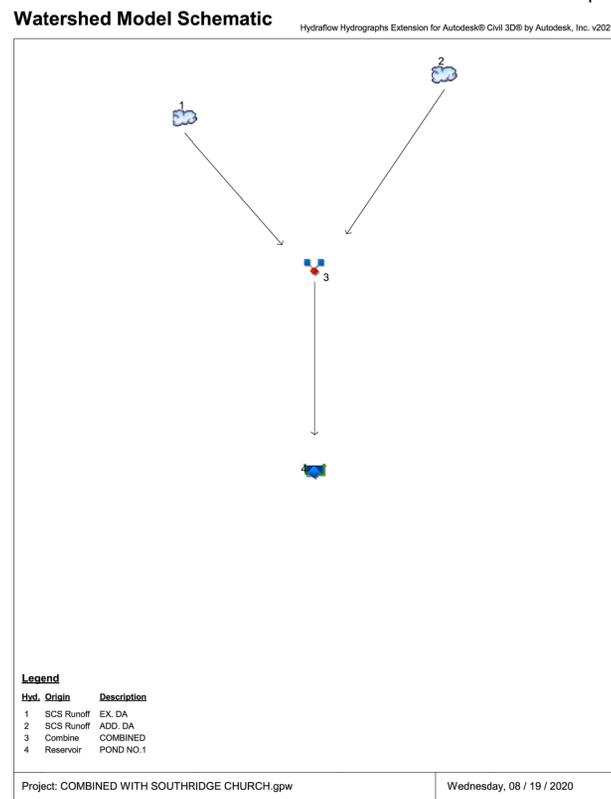 Watershed Model Schematic
Hydraflow Hydrographs Extension for Autodesk® Civil 3D® by Autodesk, Inc. v202
2
1
3
4
Legend
Hyd. Origin Description
1 SCS Runoff EX. DA
2 SCS Runoff ADD. DA
3 Combine COMBINED
4 Reservoir POND NO.1
Project: COMBINED WITH SOUTHRIDGE CHURCH.gpw
Wednesday, 08 / 19 / 2020